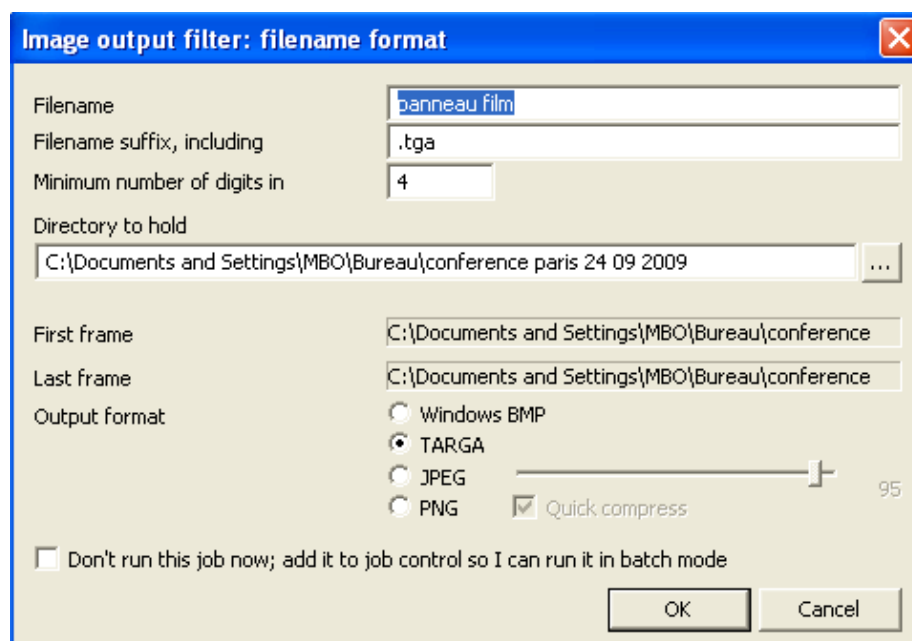 Image output filter: filename format
Filename panneau film
Filename suffix, including .tga
Minimum number of digits in 4
Directory to hold
C:\Documents and Settings\MBO\Bureau\conference paris 24 09 2009 ...
First frame C:\Documents and Settings\MBO\Bureau\conference
Last frame C:\Documents and Settings\MBO\Bureau\conference
Output format Windows BMP
TARGA
JPEG 95
PNG Quick compress
Don't run this job now; add it to job control so I can run it in batch mode
OK Cancel